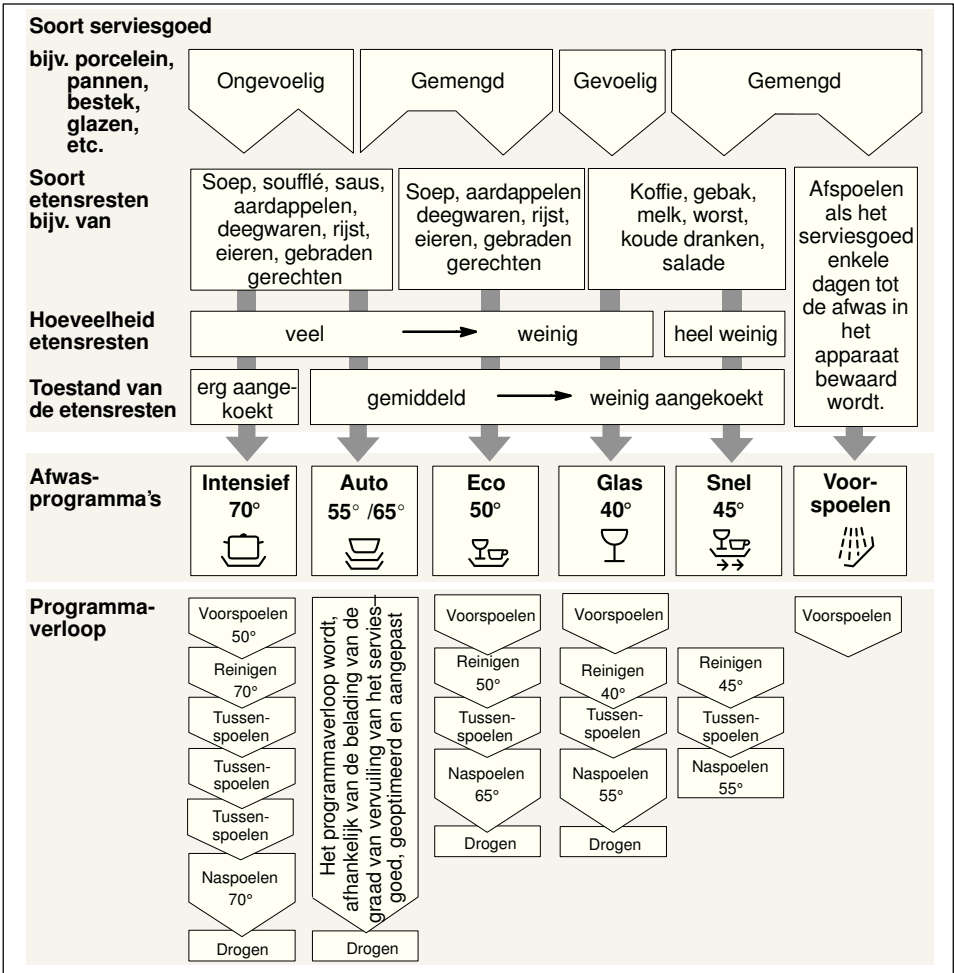 Soort serviesgoed
bijv. porcelein,
pannen,
bestek,
glazen,
etc.
Ongevoelig
Gemengd
Gevoelig
Gemengd
Soort
etensresten
bijv. van
Soep, soufflé, saus,
aardappelen,
deegwaren, rijst,
eieren, gebraden
gerechten
Soep, aardappelen
deegwaren, rijst,
eieren, gebraden
gerechten
Koffie, gebak,
melk, worst,
koude dranken,
salade
Afspoelen
als het
serviesgoed
enkele
dagen tot
de afwas in
het
apparaat
bewaard
wordt.
Hoeveelheid
etensresten
veel
weinig
heel weinig
Toestand van
de etensresten
erg aange-
koekt
gemiddeld
weinig aangekoekt
Afwas-
programma's
Intensief
70°
Auto
55° /65°
Eco
50°
Glas
40°
Snel
45°
Voor-
spoelen
Programma-
verloop
Voorspoelen
50°
Reinigen
70°
Tussen-
spoelen
Tussen-
spoelen
Tussen-
spoelen
Naspoelen
70°
Drogen
Het programmaverloop wordt,
afhankelijk van de belading van de
graad van vervuiling van het servies–
goed, geoptimeerd en aangepast
Drogen
Voorspoelen
Reinigen
50°
Tussen-
spoelen
Naspoelen
65°
Drogen
Voorspoelen
Reinigen
40°
Tussen-
spoelen
Naspoelen
55°
Drogen
Reinigen
45°
Tussen-
spoelen
Naspoelen
55°
Voorspoelen